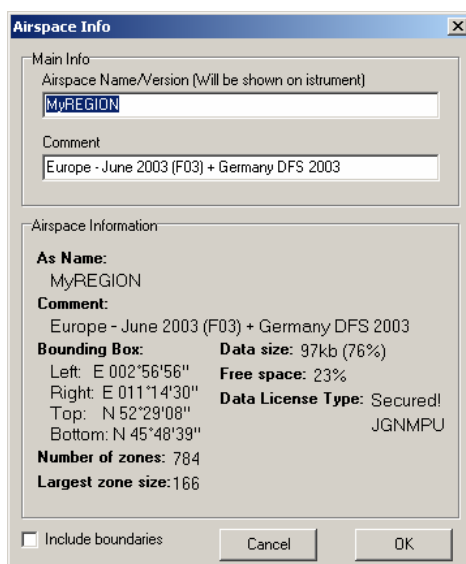 Airspace Info
Main Info
Airspace Name/Version (Will be shown on istrument)
MyREGION
Comment
Europe - June 2003 (F03) + Germany DFS 2003
Airspace Information
As Name:
MyREGION
Comment:
Europe - June 2003 (F03) + Germany DFS 2003
Bounding Box:
Left: E 002°56'56"
Right: E 011°14'30"
Top: N 52°29'08"
Bottom: N 45°48'39"
Number of zones: 784
Largest zone size: 166
Data size: 97kb (76%)
Free space: 23%
Data License Type: Secured!
JGNMPU
Include boundaries
Cancel
OK